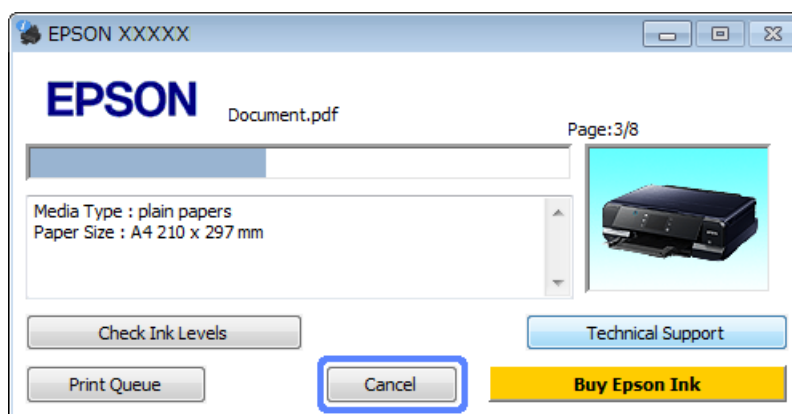 EPSON XXXXX
EPSON
Document.pdf
Page:3/8
Media Type : plain papers
Paper Size : A4 210 x 297 mm
Check Ink Levels
Technical Support
Print Queue
Cancel
Buy Epson Ink